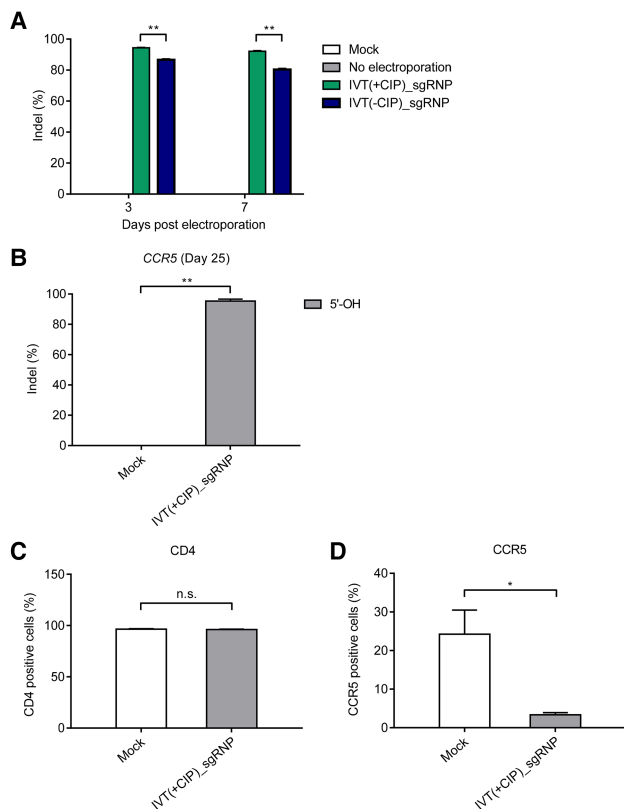 A
100
80
60
40
20
0
Indel (%)
**
**
3
7
Days post electroporation
Mock
No electroporation
IVT(+CIP)_sgRNP
IVT(-CIP)_sgRNP
B
CCR5 (Day 25)
100
80
60
40
20
0
Indel (%)
**
Mock
IVT(+CIP)_sgRNP
5'-OH
C
CD4
150
100
50
0
CD4 positive cells (%)
n.s.
Mock
IVT(+CIP)_sgRNP
D
CCR5
40
30
20
10
0
CCR5 positive cells (%)
*
Mock
IVT(+CIP)_sgRNP